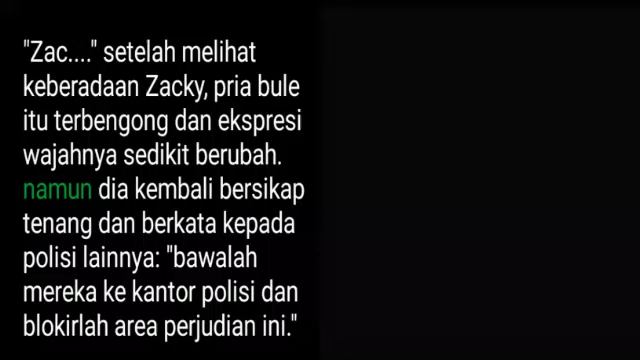 "Zac...." setelah melihat
keberadaan Zacky, pria bule
itu terbengong dan ekspresi
wajahnya sedikit berubah.
namun dia kembali bersikap
tenang dan berkata kepada
polisi lainnya: "bawalah
mereka ke kantor polisi dan
blokirlah area perjudian ini."